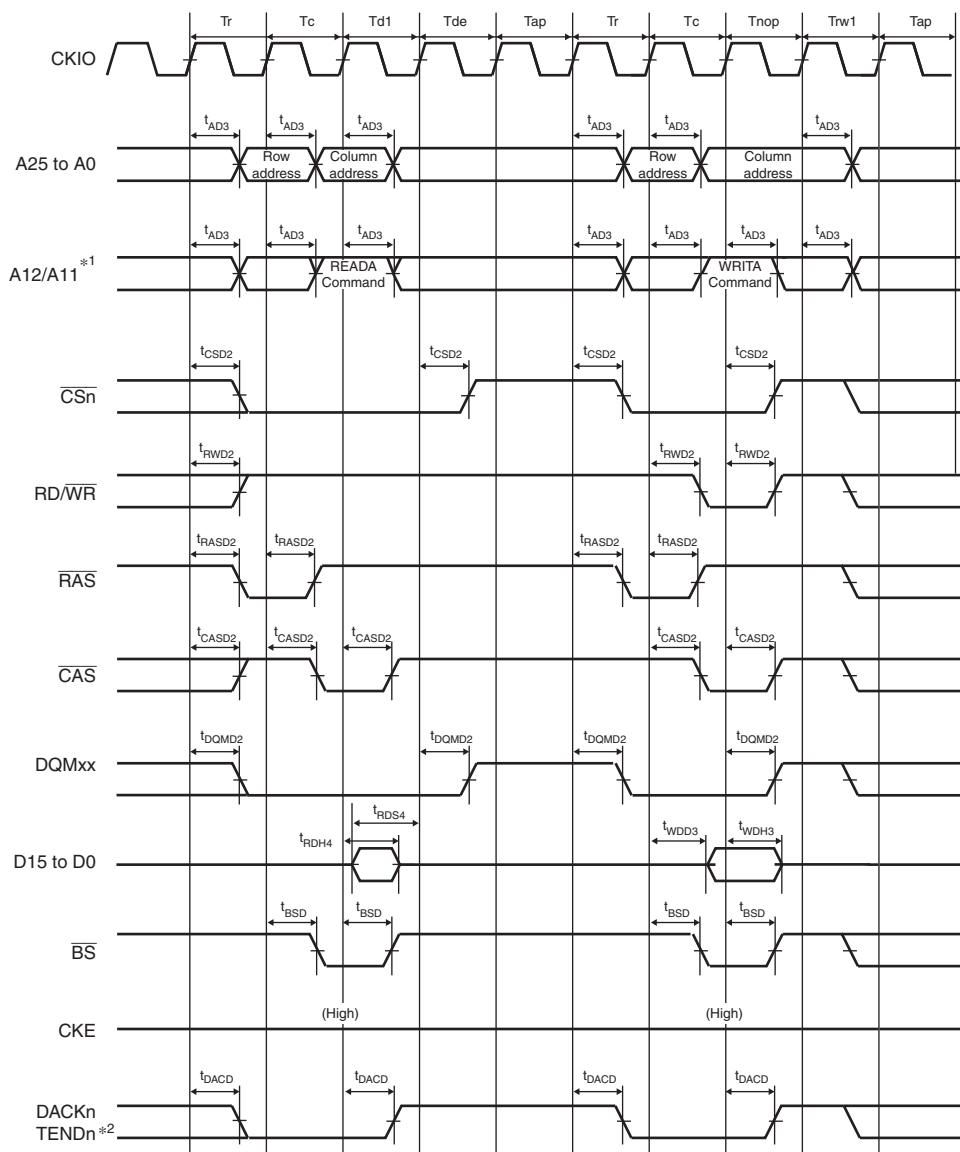 Tr Tc Td1 Tde Tap Tr Tc Tnop Trw1 Tap
CKIO
tAD3 tAD3 tAD3 tAD3 tAD3 tAD3
A25 to A0
Row address
Column address
Row address
Column address
tAD3 tAD3 tAD3 tAD3 tAD3 tAD3 tAD3
A12/A11*1
READA Command
WRITA Command
tCSD2 tCSD2 tCSD2 tCSD2
CSn
tRWD2 tRWD2 tRWD2
RD/WR
tRASD2 tRASD2 tRASD2 tRASD2
RAS
tCASD2 tCASD2 tCASD2 tCASD2 tCASD2
CAS
tDQMD2 tDQMD2 tDQMD2 tDQMD2
DQMxx
tRDS4
tRDH4 tWDD3 tWDH3
D15 to D0
tBSD tBSD tBSD tBSD
BS
(High) (High)
CKE
tDACD tDACD tDACD tDACD
DACKn
TENDn*2